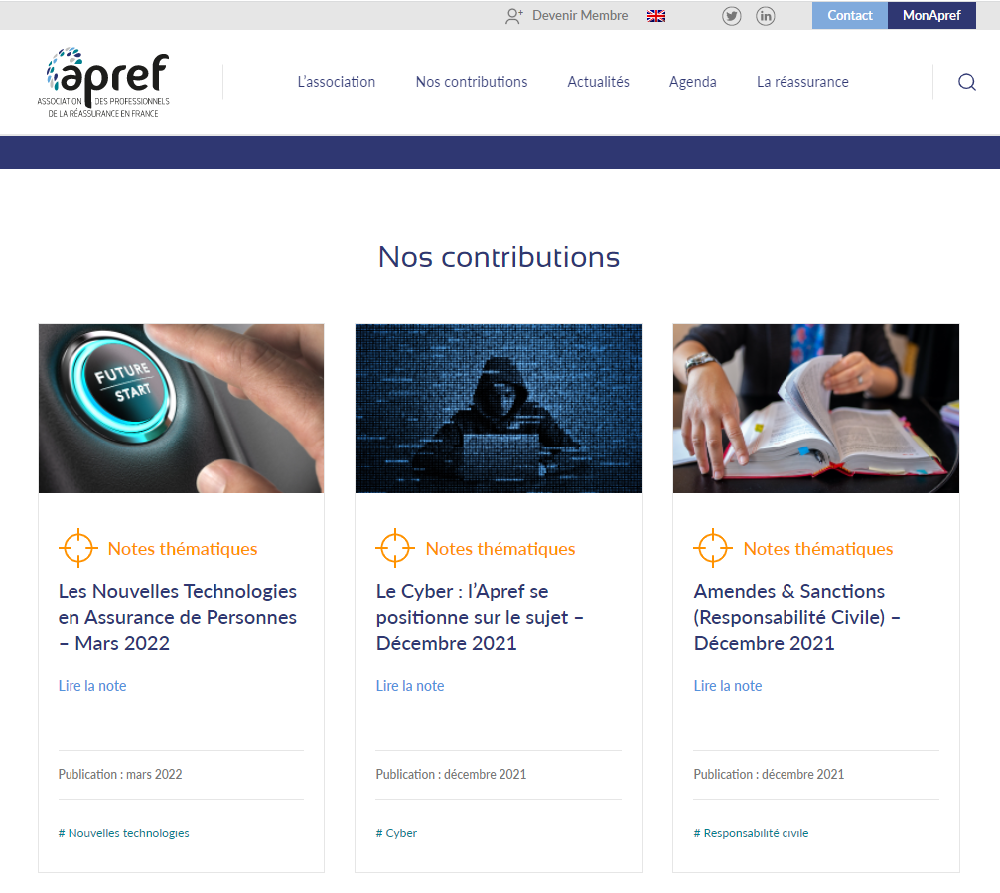 Devenir Membre
Contact
MonApref
apref
ASSOCIATION DES PROFESSIONNELS
DE LA RÉASSURANCE EN FRANCE
L'association
Nos contributions
Actualités
Agenda
La réassurance
Nos contributions
FUTURE
START
Notes thématiques
Les Nouvelles Technologies
en Assurance de Personnes
– Mars 2022
Lire la note
Publication : mars 2022
# Nouvelles technologies
Notes thématiques
Le Cyber : l'Apref se
positionne sur le sujet –
Décembre 2021
Lire la note
Publication : décembre 2021
# Cyber
Notes thématiques
Amendes & Sanctions
(Responsabilité Civile) –
Décembre 2021
Lire la note
Publication : décembre 2021
# Responsabilité civile